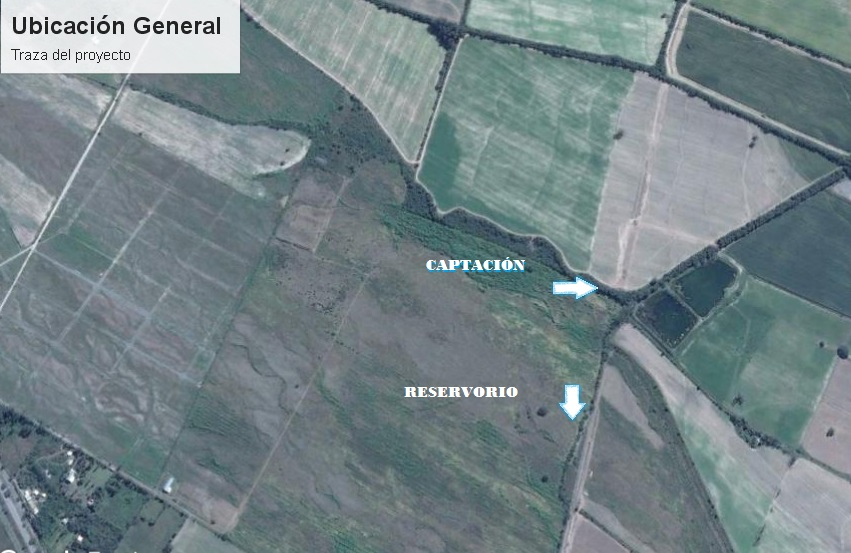 Ubicación General
Traza del proyecto
CAPTACIÓN
RESERVORIO